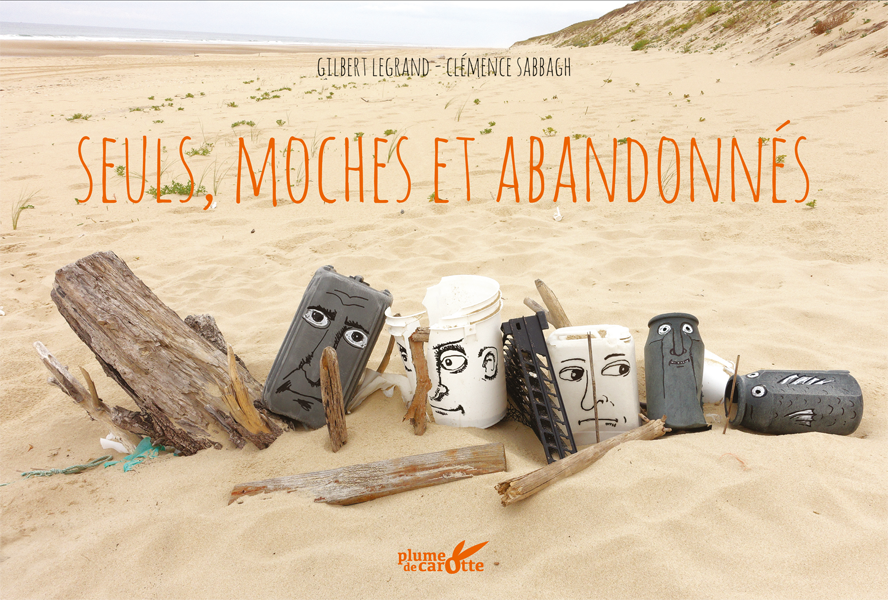 GILBERT LEGRAND - CLÉMENCE SABBAGH
SEULS, MOCHES ET ABANDONNÉS
plume
de carotte